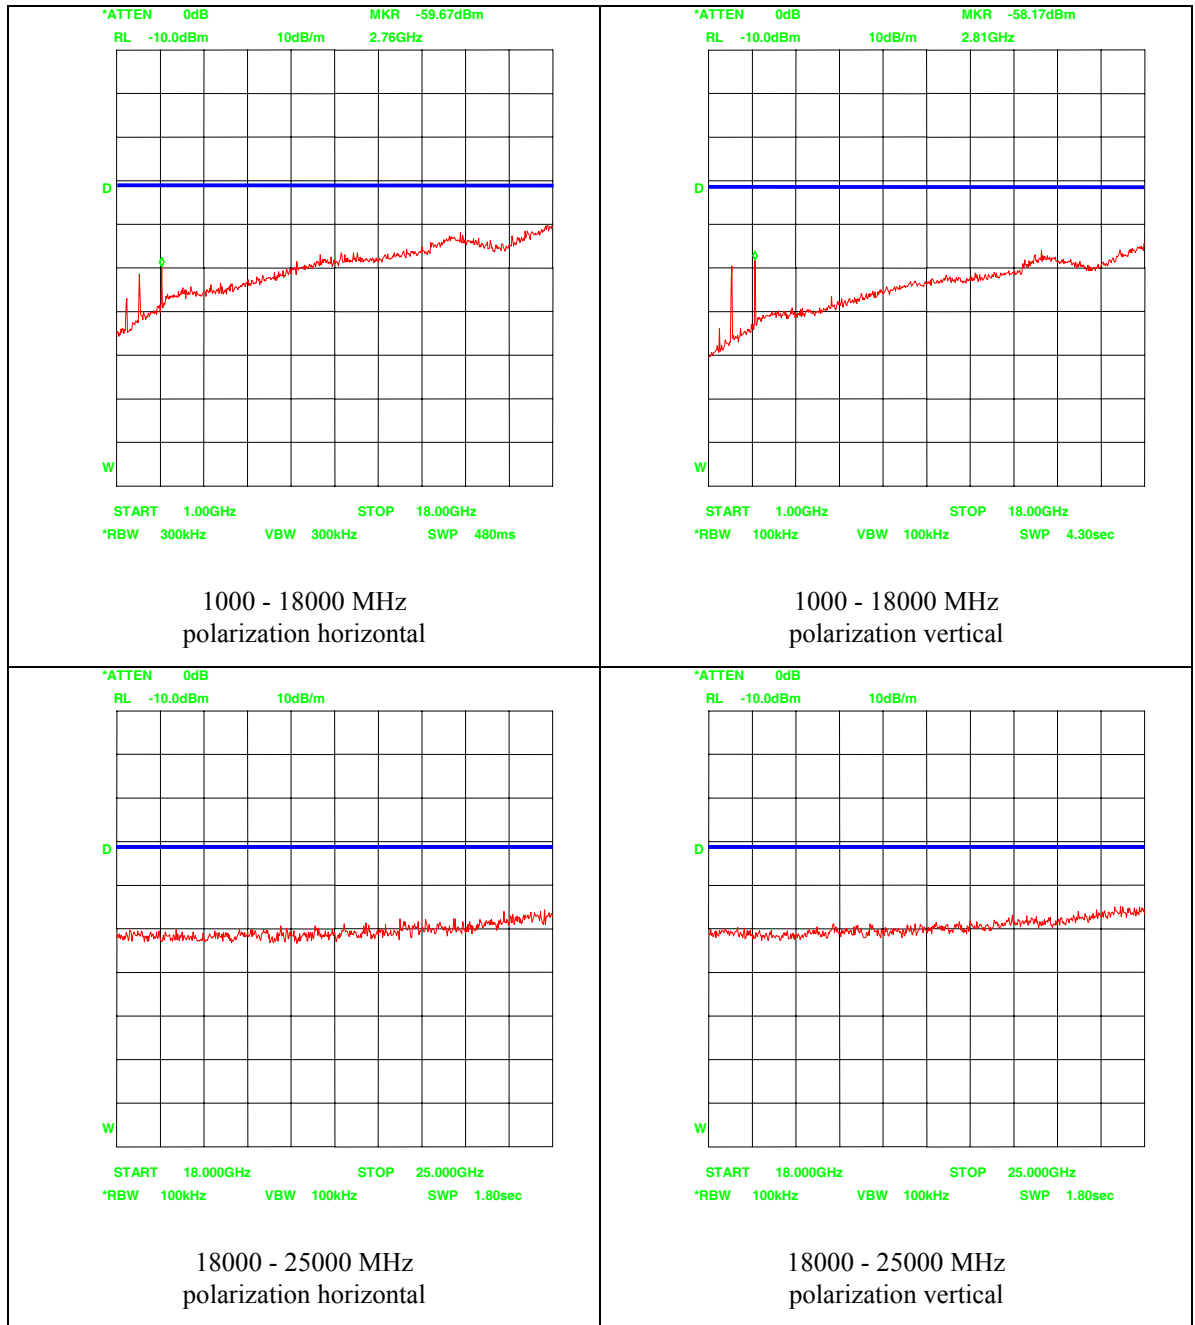 *ATTEN 0dB MKR -59.67dBm
RL -10.0dBm 10dB/m 2.76GHz
D
W
START 1.00GHz STOP 18.00GHz
*RBW 300kHz VBW 300kHz SWP 480ms
1000 - 18000 MHz
polarization horizontal
*ATTEN 0dB MKR -58.17dBm
RL -10.0dBm 10dB/m 2.81GHz
D
W
START 1.00GHz STOP 18.00GHz
*RBW 100kHz VBW 100kHz SWP 4.30sec
1000 - 18000 MHz
polarization vertical
*ATTEN 0dB
RL -10.0dBm 10dB/m
D
W
START 18.000GHz STOP 25.000GHz
*RBW 100kHz VBW 100kHz SWP 1.80sec
18000 - 25000 MHz
polarization horizontal
*ATTEN 0dB
RL -10.0dBm 10dB/m
D
W
START 18.000GHz STOP 25.000GHz
*RBW 100kHz VBW 100kHz SWP 1.80sec
18000 - 25000 MHz
polarization vertical